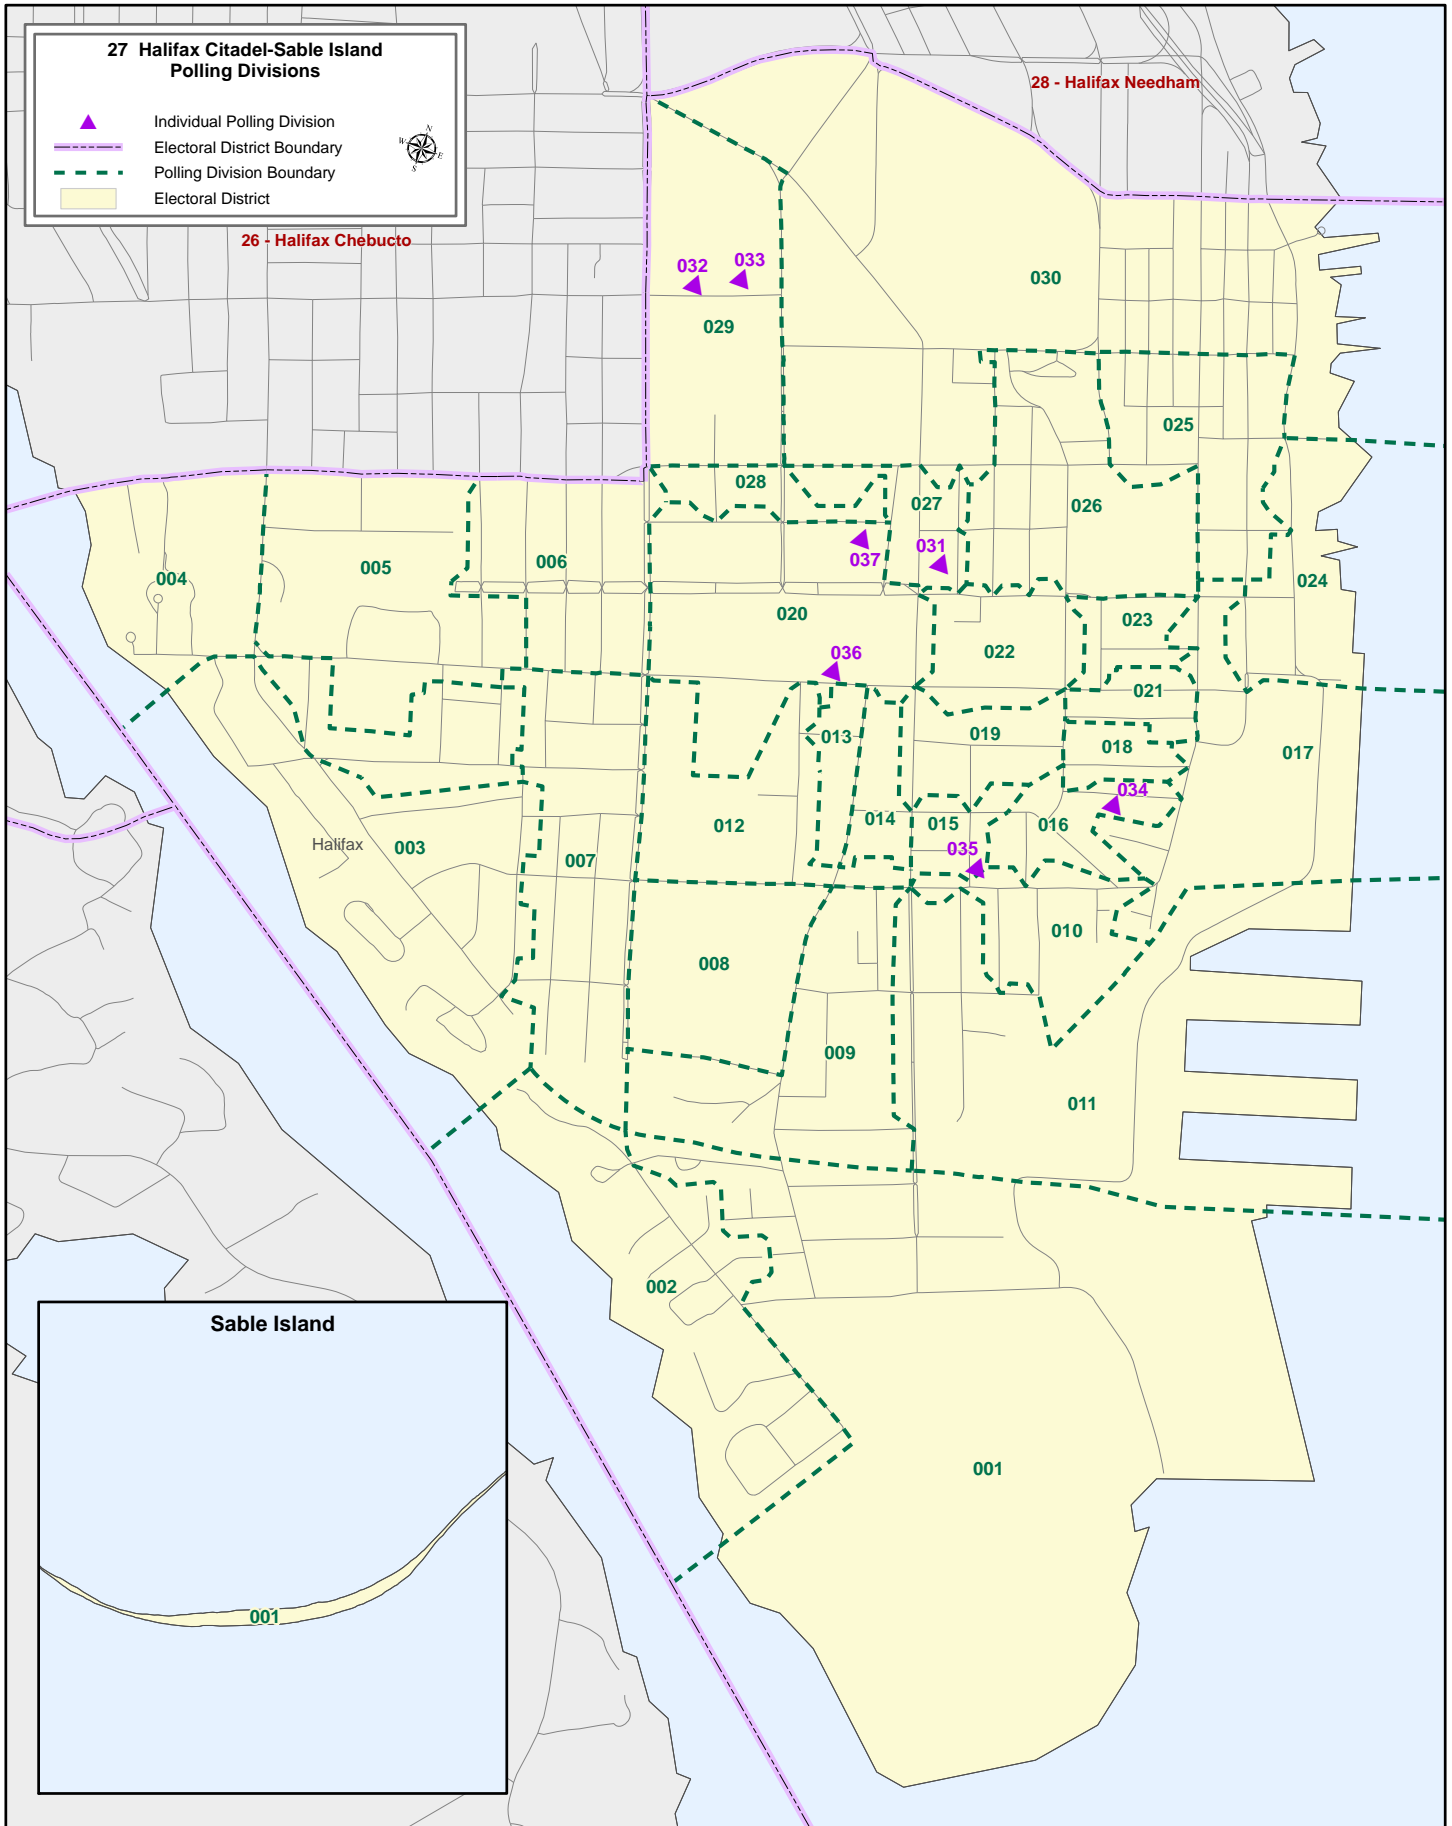 27 Halifax Citadel-Sable Island
Polling Divisions
Individual Polling Division
Electoral District Boundary
Polling Division Boundary
Electoral District
N
W
E
S
28 - Halifax Needham
26 - Halifax Chebucto
032
033
030
029
025
028
027
026
037
031
006
005
004
024
020
023
022
036
021
019
013
018
017
034
014
015
016
012
Halifax
003
007
035
010
008
009
011
002
Sable Island
001
001